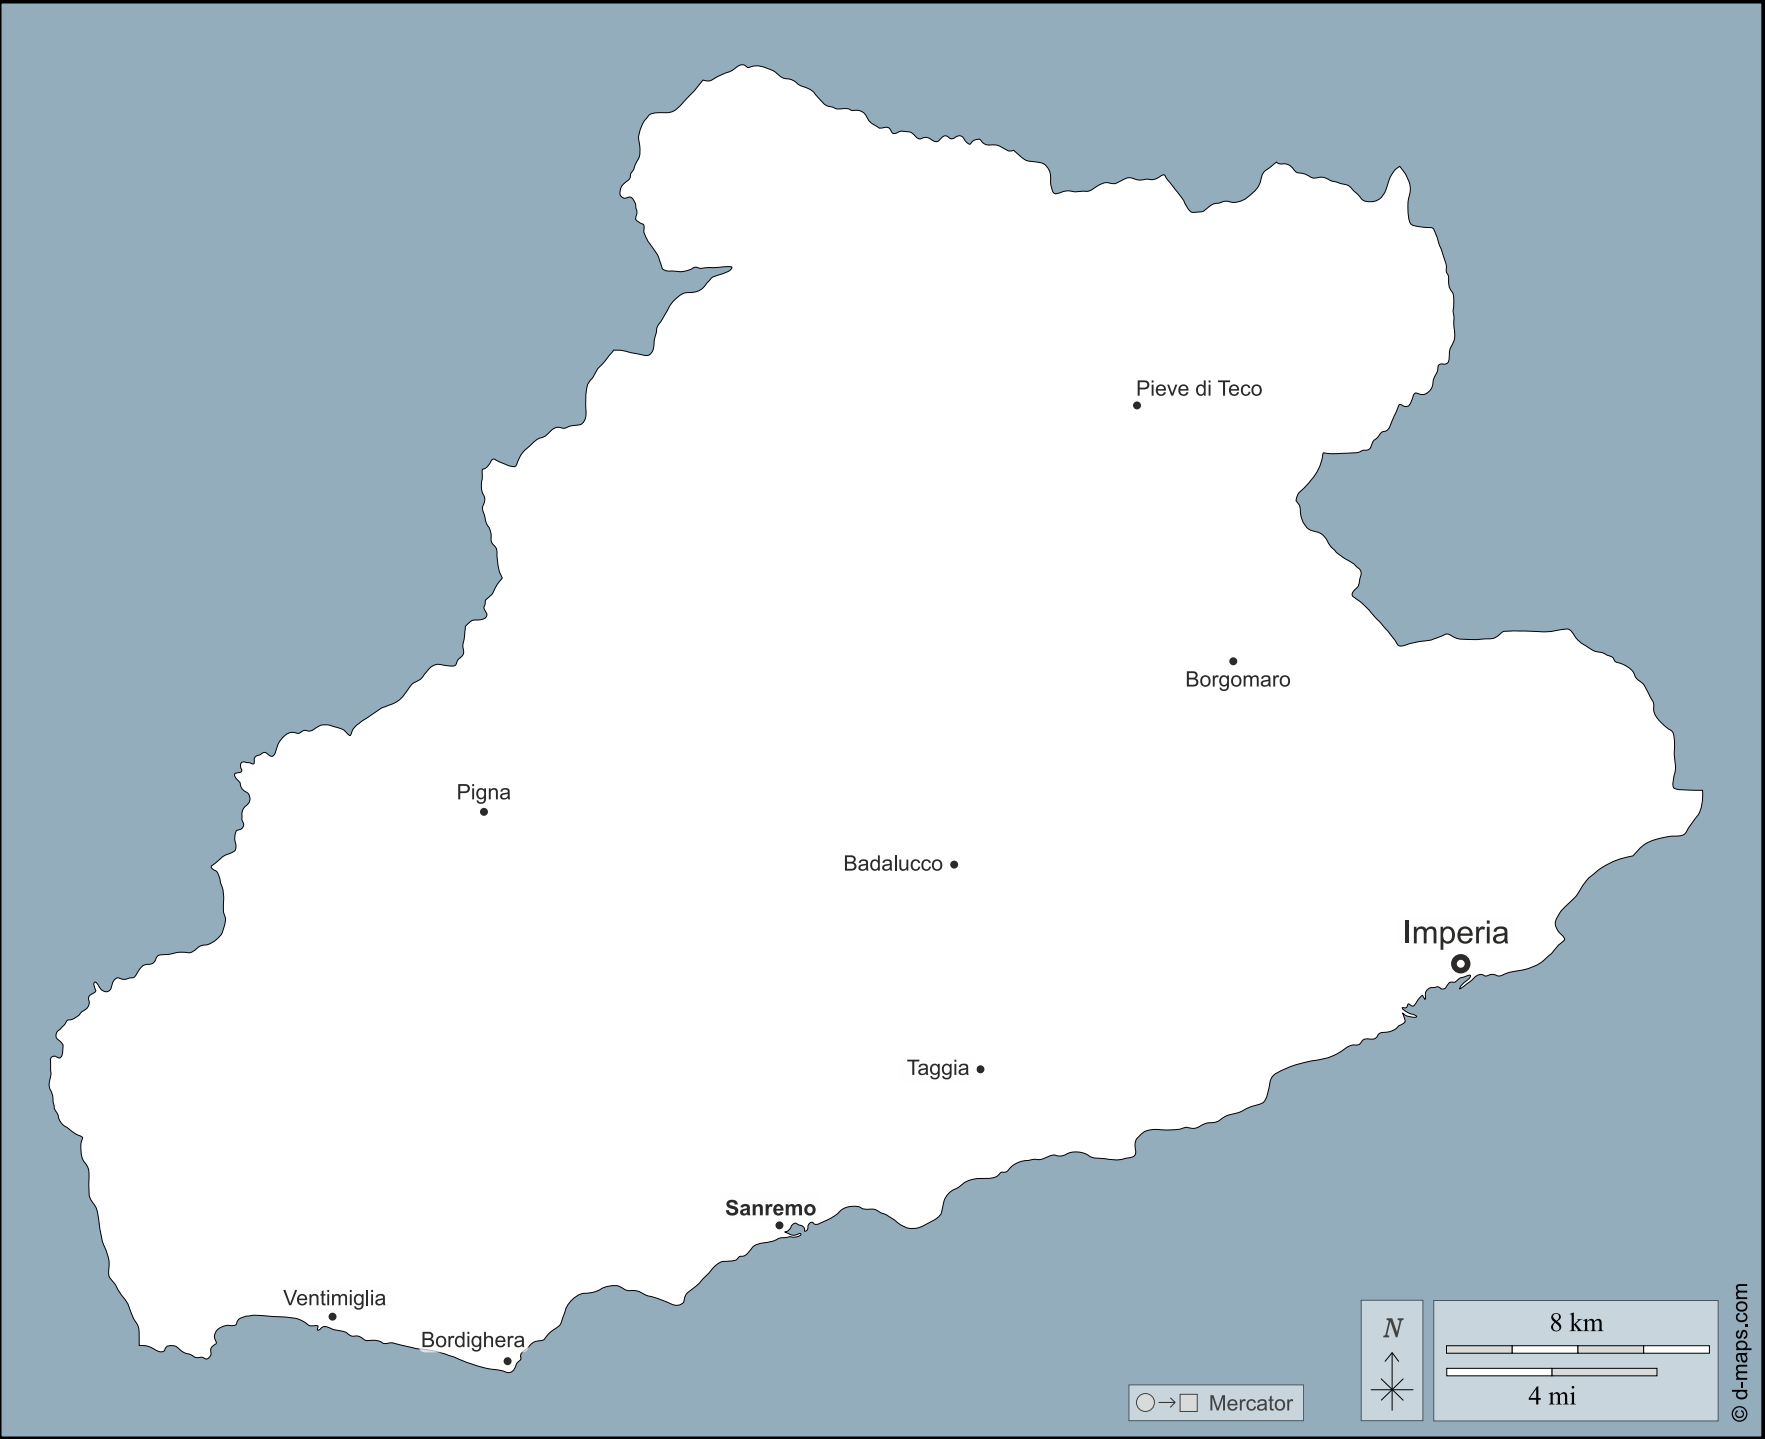 Pieve di Teco
Borgomaro
Pigna
Badalucco
Imperia
Taggia
Sanremo
Ventimiglia
Bordighera
N
8 km
4 mi
Mercator
© d-maps.com